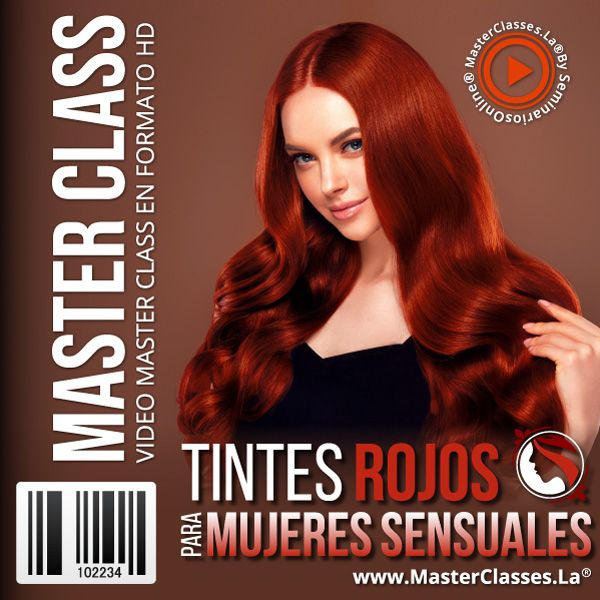 MASTER CLASS
VIDEO MASTER CLASS EN FORMATO HD
MasterClasses.La® By SeminariosOnline®
TINTES ROJOS
PARA MUJERES SENSUALES
102234
www.MasterClasses.La®